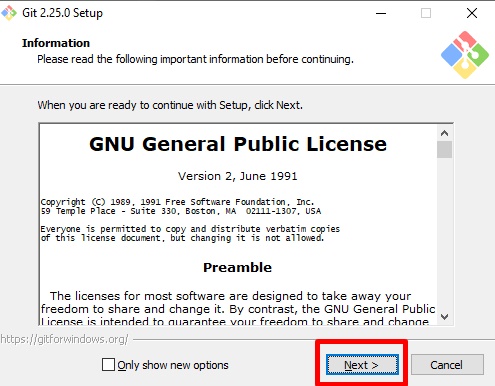 Git 2.25.0 Setup
Information
Please read the following important information before continuing.
When you are ready to continue with Setup, click Next.
GNU General Public License
Version 2, June 1991
Copyright (C) 1989, 1991 Free Software Foundation, Inc.
59 Temple Place - Suite 330, Boston, MA  02111-1307, USA
Everyone is permitted to copy and distribute verbatim copies
of this license document, but changing it is not allowed.
Preamble
The licenses for most software are designed to take away your
freedom to share and change it. By contrast, the GNU General Public
License is intended to guarantee your freedom to share and change
https://gitforwindows.org/
Only show new options
Next >
Cancel